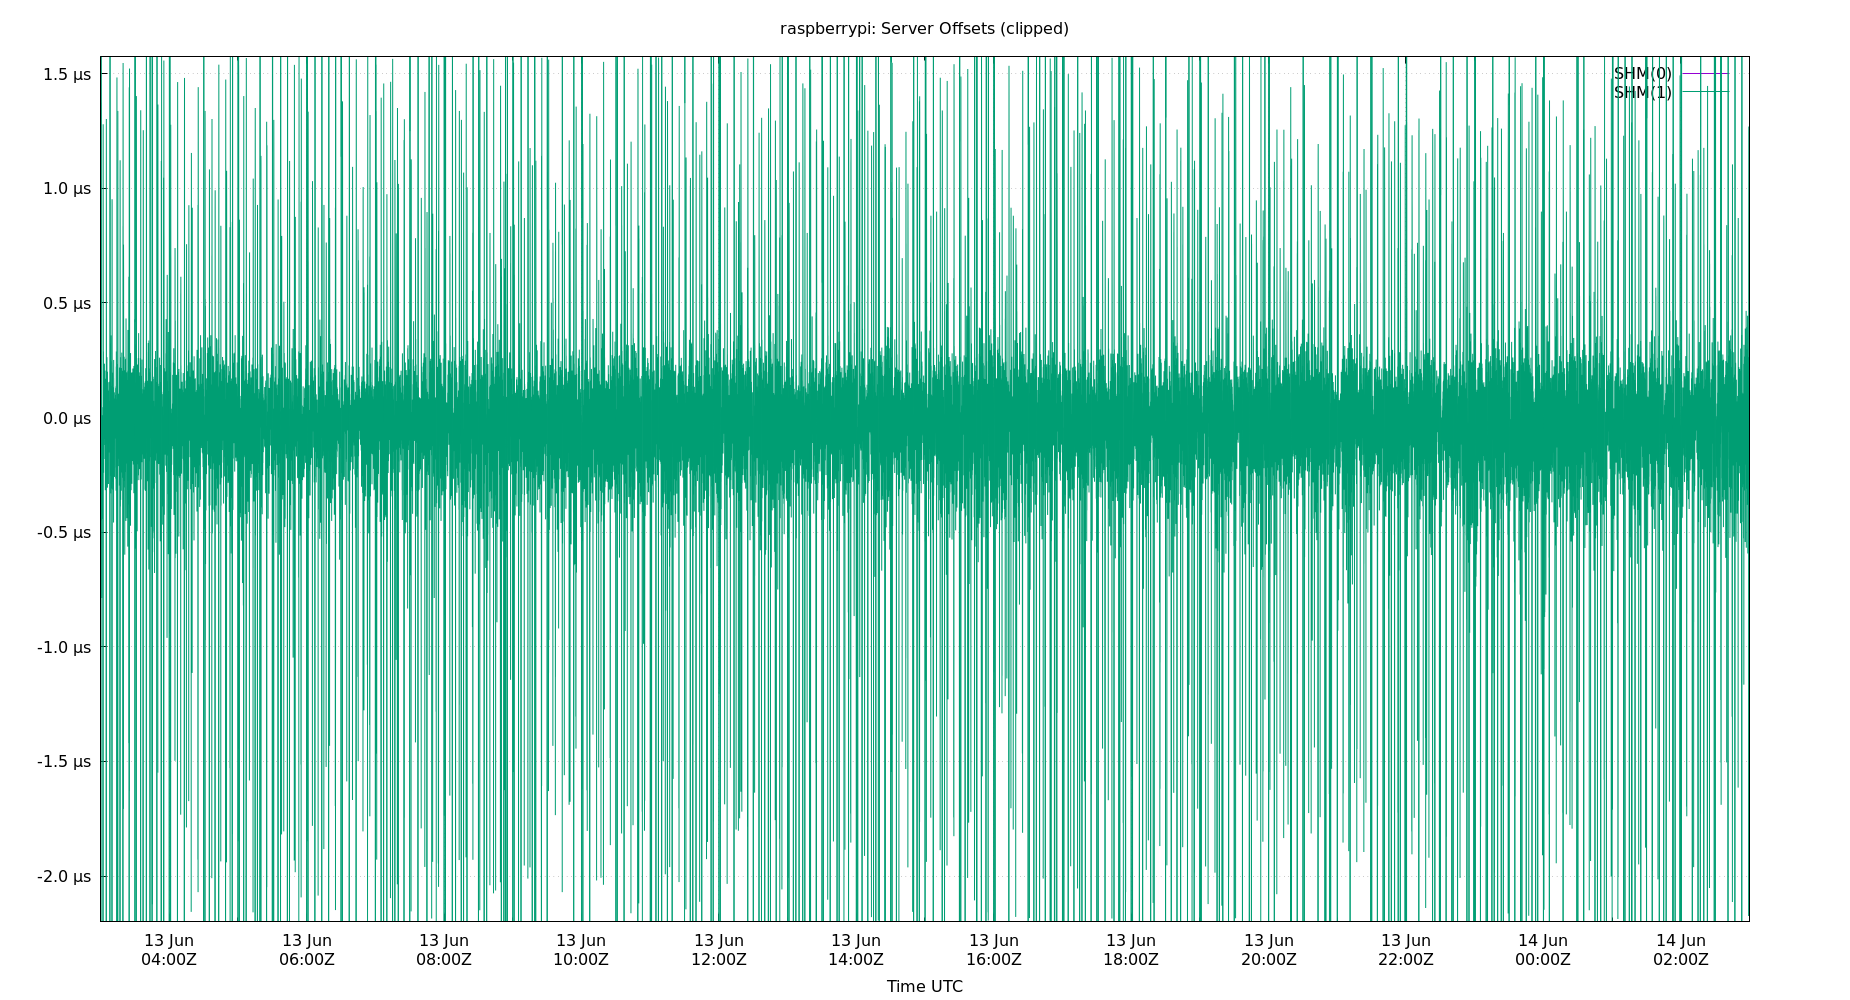 raspberrypi: Server Offsets (clipped)
1.5 µs
1.0 µs
0.5 µs
0.0 µs
-0.5 µs
-1.0 µs
-1.5 µs
-2.0 µs
SHM(0)
SHM(1)
13 Jun 13 Jun 13 Jun 13 Jun 13 Jun 13 Jun 13 Jun 13 Jun 13 Jun 13 Jun 14 Jun 14 Jun
04:00Z 06:00Z 08:00Z 10:00Z 12:00Z 14:00Z 16:00Z 18:00Z 20:00Z 22:00Z 00:00Z 02:00Z
Time UTC